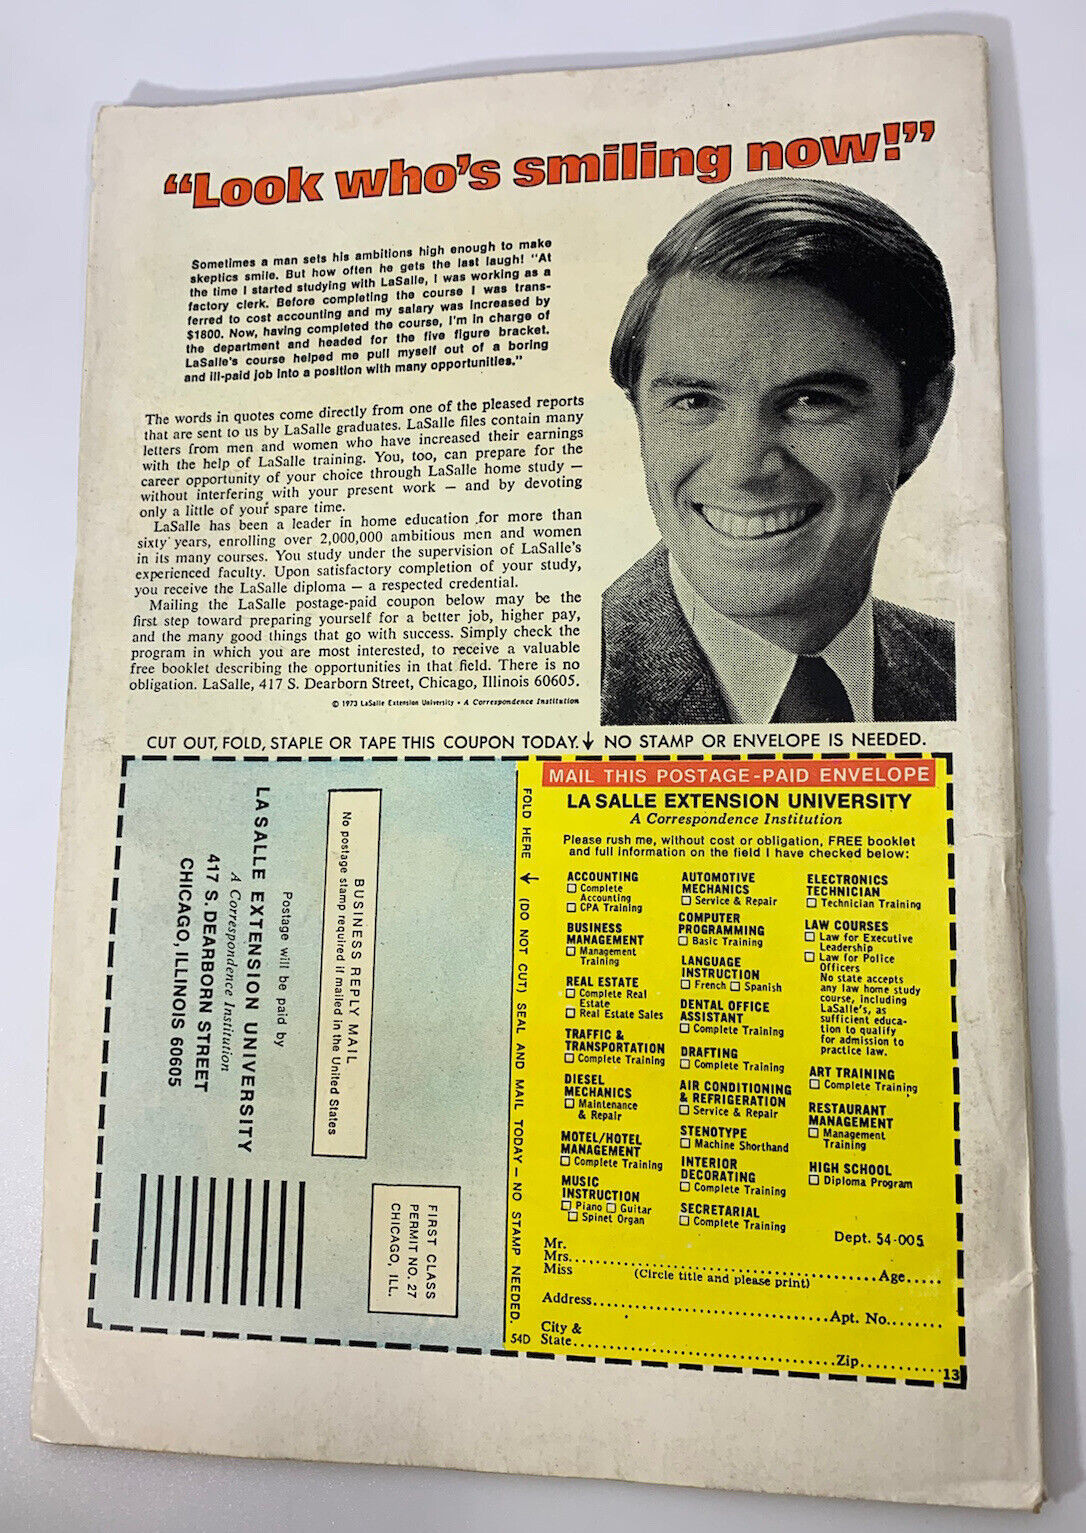 “Look who’s smiling now!”
Sometimes a man sets his ambitions high enough to make
skeptics smile. But how often he gets the last laugh! “At
the time I started studying with LaSalle, I was working as a
factory clerk. Before completing the course I was trans-
ferred to cost accounting and my salary was increased by
$1800. Now, having completed the course, I’m in charge of
the department and headed for the five figure bracket.
LaSalle’s course helped me pull myself out of a boring
and ill-paid job into a position with many opportunities.”
The words in quotes come directly from one of the pleased reports
that are sent to us by LaSalle graduates. LaSalle files contain many
letters from men and women who have increased their earnings
with the help of LaSalle training. You, too, can prepare for the
career opportunity of your choice through LaSalle home study —
without interfering with your present work — and by devoting
only a little of your spare time.
LaSalle has been a leader in home education for more than
sixty years, enrolling over 2,000,000 ambitious men and women
in its many courses. You study under the supervision of LaSalle’s
experienced faculty. Upon satisfactory completion of your study,
you receive the LaSalle diploma — a respected credential.
Mailing the LaSalle postage-paid coupon below may be the
first step toward preparing yourself for a better job, higher pay,
and the many good things that go with success. Simply check the
program in which you are most interested, to receive a valuable
free booklet describing the opportunities in that field. There is no
obligation. LaSalle, 417 S. Dearborn Street, Chicago, Illinois 60605.
© 1973 LaSalle Extension University • A Correspondence Institution
CUT OUT, FOLD, STAPLE OR TAPE THIS COUPON TODAY. ↓ NO STAMP OR ENVELOPE IS NEEDED.
FIRST CLASS
PERMIT NO. 27
CHICAGO, ILL.
BUSINESS REPLY MAIL
No postage stamp required if mailed in the United States
Postage will be paid by
LASALLE EXTENSION UNIVERSITY
A Correspondence Institution
417 S. DEARBORN STREET
CHICAGO, ILLINOIS 60605
FOLD HERE → (DO NOT CUT) SEAL AND MAIL TODAY — NO STAMP NEEDED.
54D
MAIL THIS POSTAGE-PAID ENVELOPE
LA SALLE EXTENSION UNIVERSITY
A Correspondence Institution
Please rush me, without cost or obligation, FREE booklet
and full information on the field I have checked below:
ACCOUNTING
☐ Complete
Accounting
☐ CPA Training
BUSINESS
MANAGEMENT
☐ Management
Training
REAL ESTATE
☐ Complete Real
Estate
☐ Real Estate Sales
TRAFFIC &
TRANSPORTATION
☐ Complete Training
DIESEL
MECHANICS
☐ Maintenance
& Repair
MOTEL/HOTEL
MANAGEMENT
☐ Complete Training
MUSIC
INSTRUCTION
☐ Piano ☐ Guitar
☐ Spinet Organ
AUTOMOTIVE
MECHANICS
☐ Service & Repair
COMPUTER
PROGRAMMING
☐ Basic Training
LANGUAGE
INSTRUCTION
☐ French ☐ Spanish
DENTAL OFFICE
ASSISTANT
☐ Complete Training
DRAFTING
☐ Complete Training
AIR CONDITIONING
& REFRIGERATION
☐ Service & Repair
STENOTYPE
☐ Machine Shorthand
INTERIOR
DECORATING
☐ Complete Training
SECRETARIAL
☐ Complete Training
ELECTRONICS
TECHNICIAN
☐ Technician Training
LAW COURSES
☐ Law for Executive
Leadership
☐ Law for Police
Officers
No state accepts
any law home study
course, including
LaSalle’s, as
sufficient educa-
tion to qualify
for admission to
practice law.
ART TRAINING
☐ Complete Training
RESTAURANT
MANAGEMENT
☐ Management
Training
HIGH SCHOOL
☐ Diploma Program
Dept. 54-005
Mr.
Mrs. Age
Miss (Circle title and please print)
Address Apt. No.
City &
State Zip
13